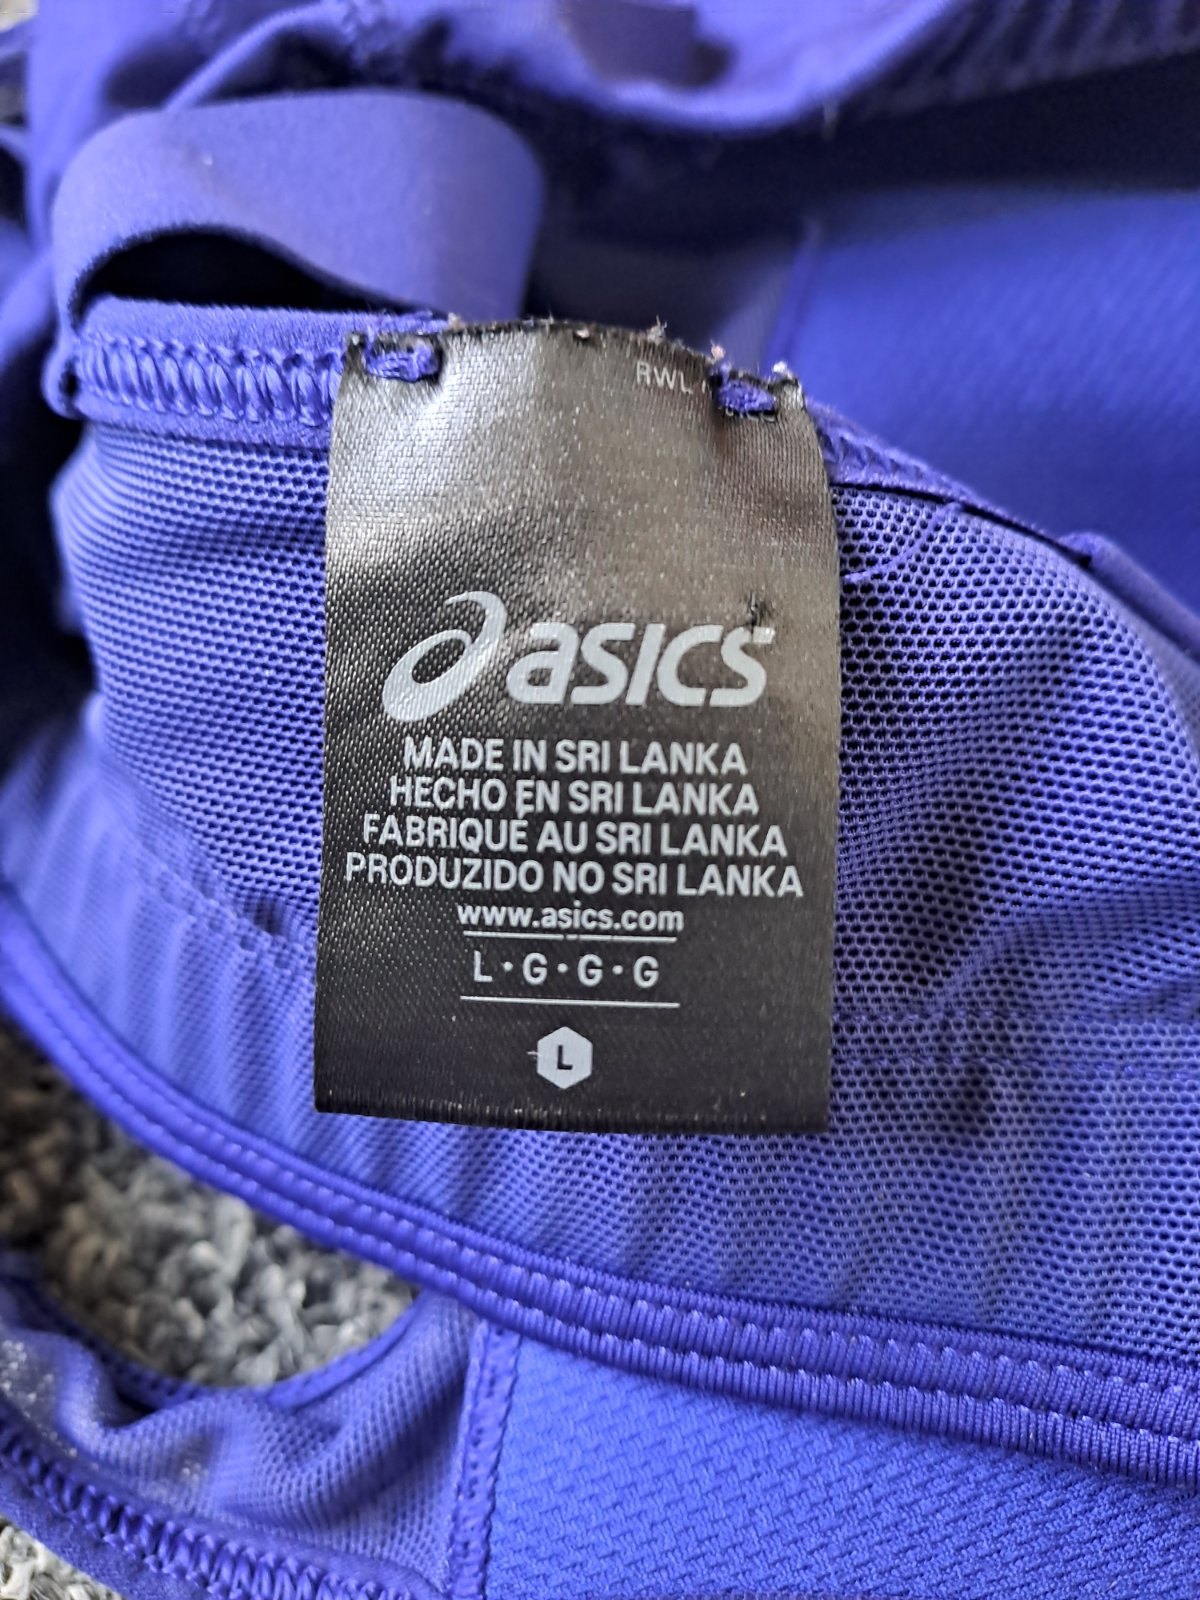 RWL
asics
MADE IN SRI LANKA
HECHO EN SRI LANKA
FABRIQUÉ AU SRI LANKA
PRODUZIDO NO SRI LANKA
www.asics.com
L·G·G·G
L